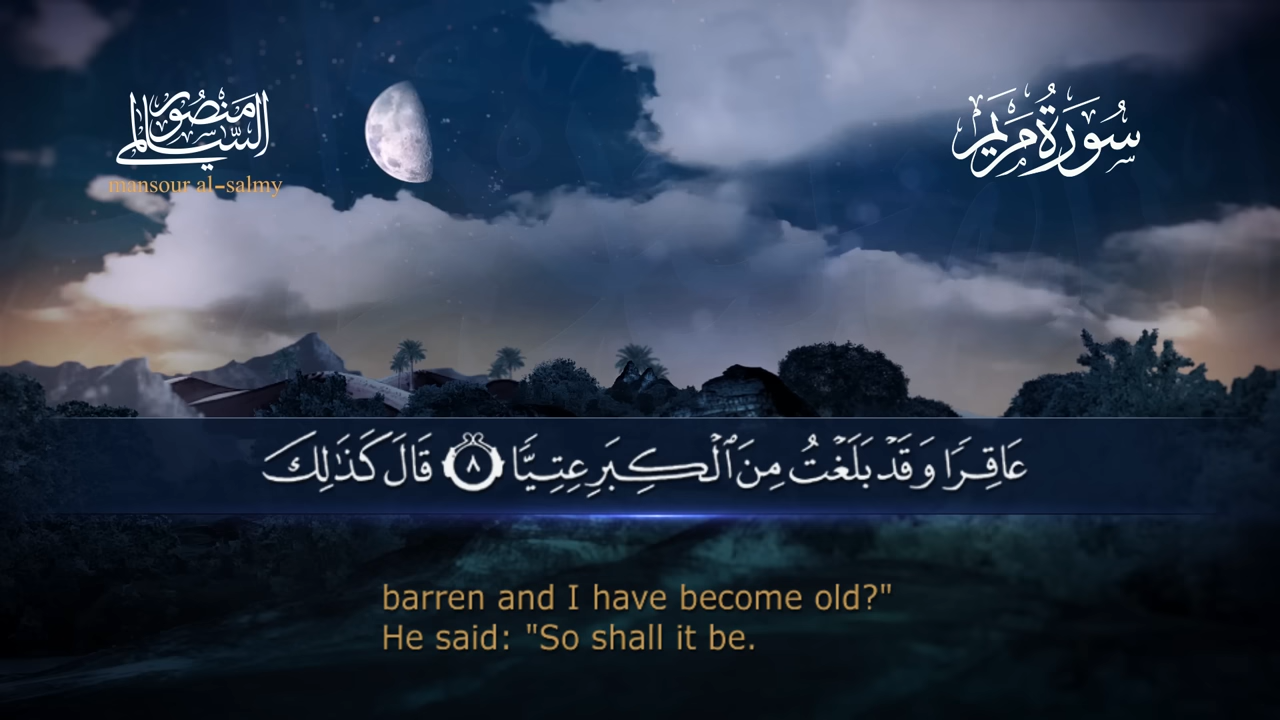 منصور السالمي
mansour al-salmy
سُورَةُ مَرْيَم
عَاقِرًا وَقَدْ بَلَغْتُ مِنَ ٱلْكِبَرِ عِتِيًّا ٨ قَالَ كَذَٰلِكَ
barren and I have become old?"
He said: "So shall it be.